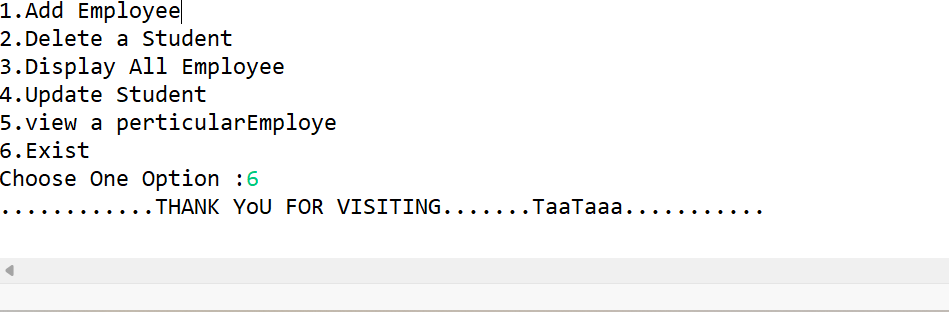 1.Add Employee
2.Delete a Student
3.Display All Employee
4.Update Student
5.view a perticularEmploye
6.Exist
Choose One Option :6
............THANK YoU FOR VISITING.......TaaTaaa...........